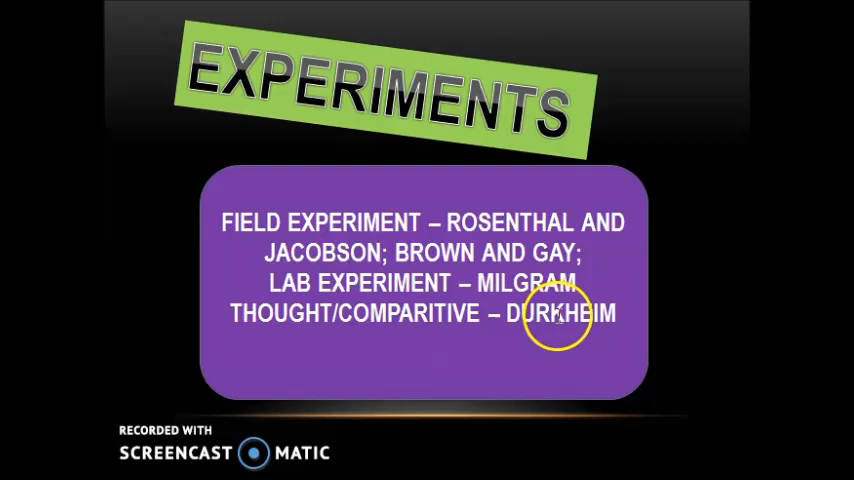 EXPERIMENTS
FIELD EXPERIMENT – ROSENTHAL AND
JACOBSON; BROWN AND GAY;
LAB EXPERIMENT – MILGRAM
THOUGHT/COMPARITIVE – DURKHEIM
RECORDED WITH
SCREENCAST MATIC